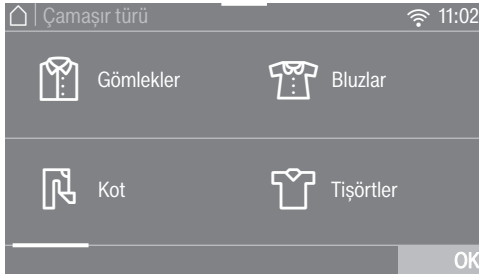 Çamaşır türü 11:02
Gömlekler Bluzlar
Kot Tişörtler
OK